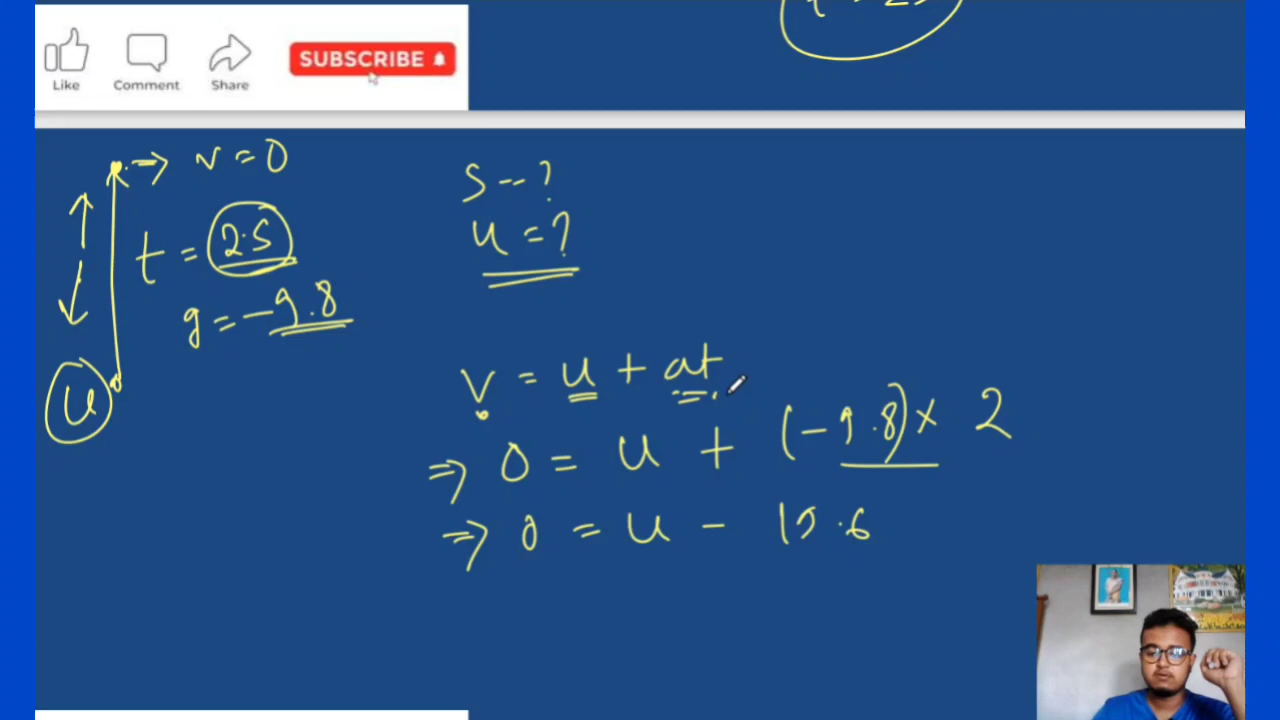 Like Comment Share SUBSCRIBE
→ v = 0
t = 2.5
g = -9.8
u
S -- ?
u = ?
v = u + at
⇒ 0 = u + (-9.8) × 2
⇒ 0 = u - 19.6